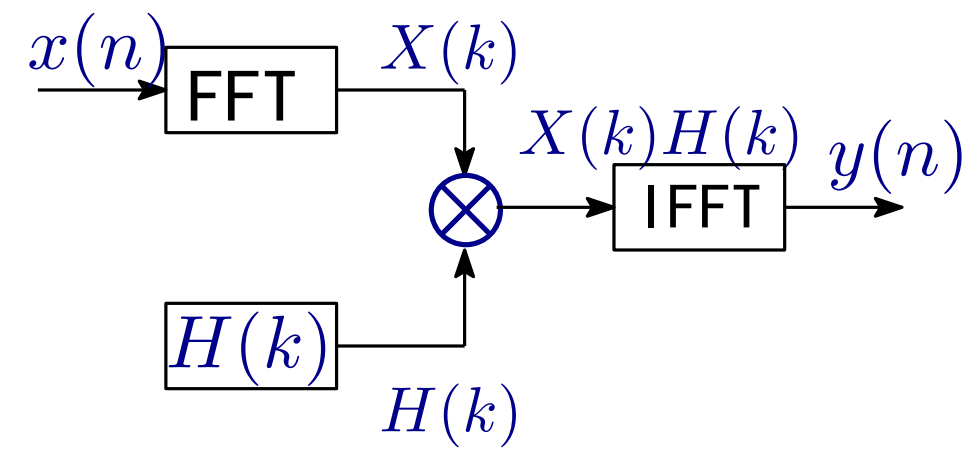 x(n)
FFT
X(k)
X(k)H(k)
IFFT
y(n)
H(k)
H(k)